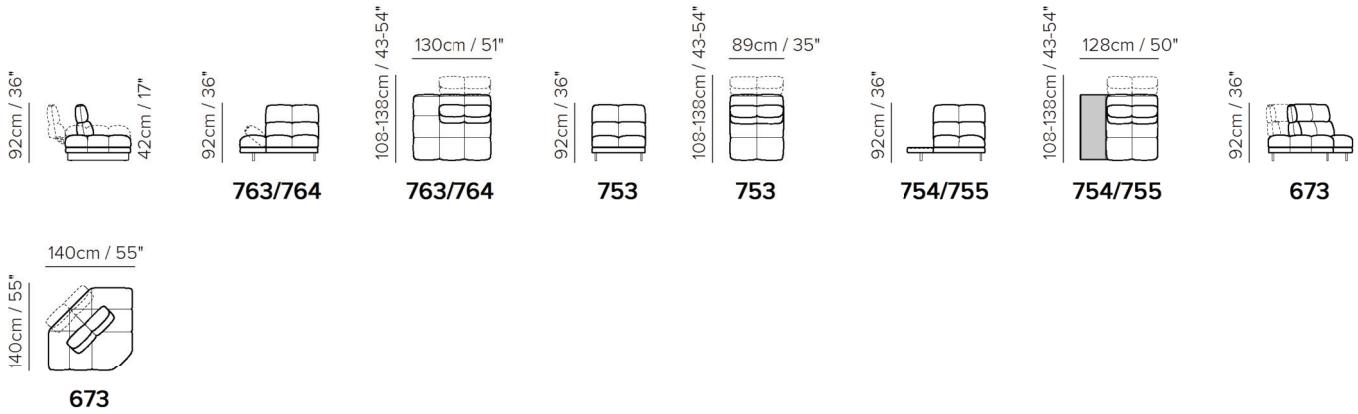 92cm / 36"
42cm / 17"
92cm / 36"
763/764
108-138cm / 43-54"
130cm / 51"
763/764
92cm / 36"
753
108-138cm / 43-54"
89cm / 35"
753
92cm / 36"
754/755
108-138cm / 43-54"
128cm / 50"
754/755
92cm / 36"
673
140cm / 55"
140cm / 55"
673